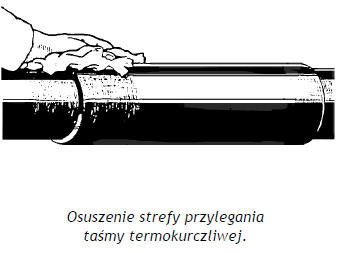 Osuszenie strefy przylegania
taśmy termokurczliwej.